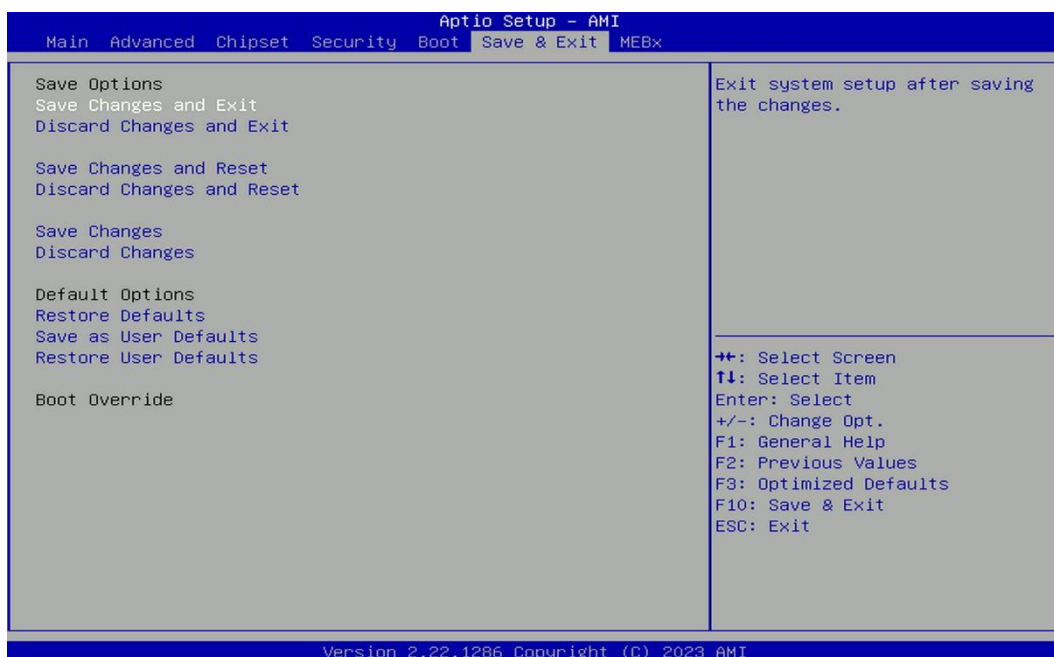 Aptio Setup – AMI
Main Advanced Chipset Security Boot Save & Exit MEBx
Save Options
Save Changes and Exit
Discard Changes and Exit
Save Changes and Reset
Discard Changes and Reset
Save Changes
Discard Changes
Default Options
Restore Defaults
Save as User Defaults
Restore User Defaults
Boot Override
Exit system setup after saving
the changes.
→←: Select Screen
↑↓: Select Item
Enter: Select
+/-: Change Opt.
F1: General Help
F2: Previous Values
F3: Optimized Defaults
F10: Save & Exit
ESC: Exit
Version 2.22.1286 Copyright (C) 2023 AMI